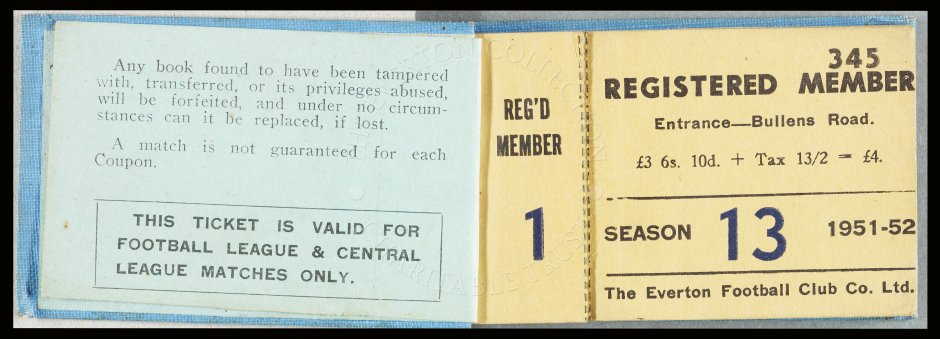 Any book found to have been tampered
with, transferred, or its privileges abused,
will be forfeited, and under no circum-
stances can it be replaced, if lost.
A match is not guaranteed for each
Coupon.
THIS TICKET IS VALID FOR
FOOTBALL LEAGUE & CENTRAL
LEAGUE MATCHES ONLY.
REG'D
MEMBER
1
345
REGISTERED MEMBER
Entrance—Bullens Road.
£3 6s. 10d. + Tax 13/2 = £4.
SEASON 13 1951-52
The Everton Football Club Co. Ltd.